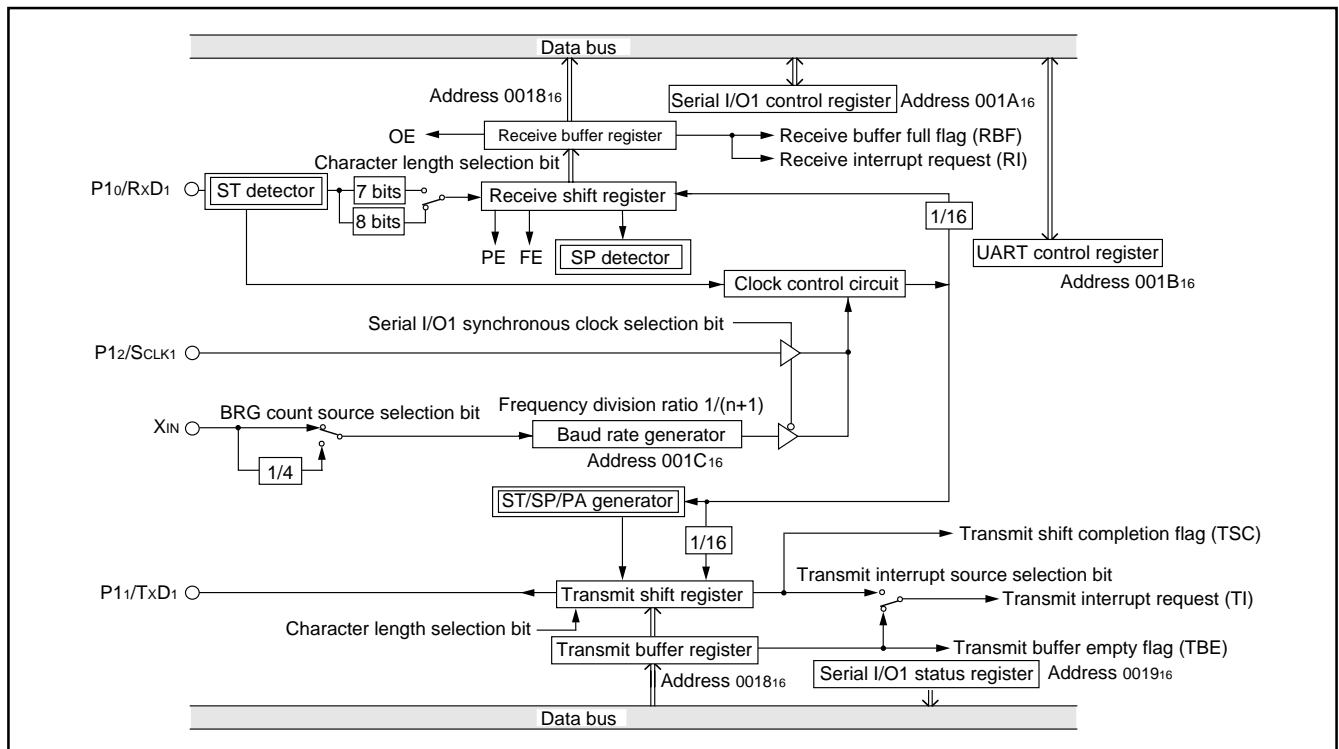 Data bus
Address 001816
Serial I/O1 control register Address 001A16
OE
Receive buffer register
Receive buffer full flag (RBF)
Receive interrupt request (RI)
Character length selection bit
P10/RXD1
ST detector
7 bits
8 bits
Receive shift register
1/16
PE
FE
SP detector
UART control register
Address 001B16
Clock control circuit
Serial I/O1 synchronous clock selection bit
P12/SCLK1
BRG count source selection bit
Frequency division ratio 1/(n+1)
XIN
Baud rate generator
Address 001C16
1/4
ST/SP/PA generator
1/16
Transmit shift completion flag (TSC)
Transmit interrupt source selection bit
P11/TXD1
Transmit shift register
Transmit interrupt request (TI)
Character length selection bit
Transmit buffer register
Transmit buffer empty flag (TBE)
Address 001816
Serial I/O1 status register Address 001916
Data bus